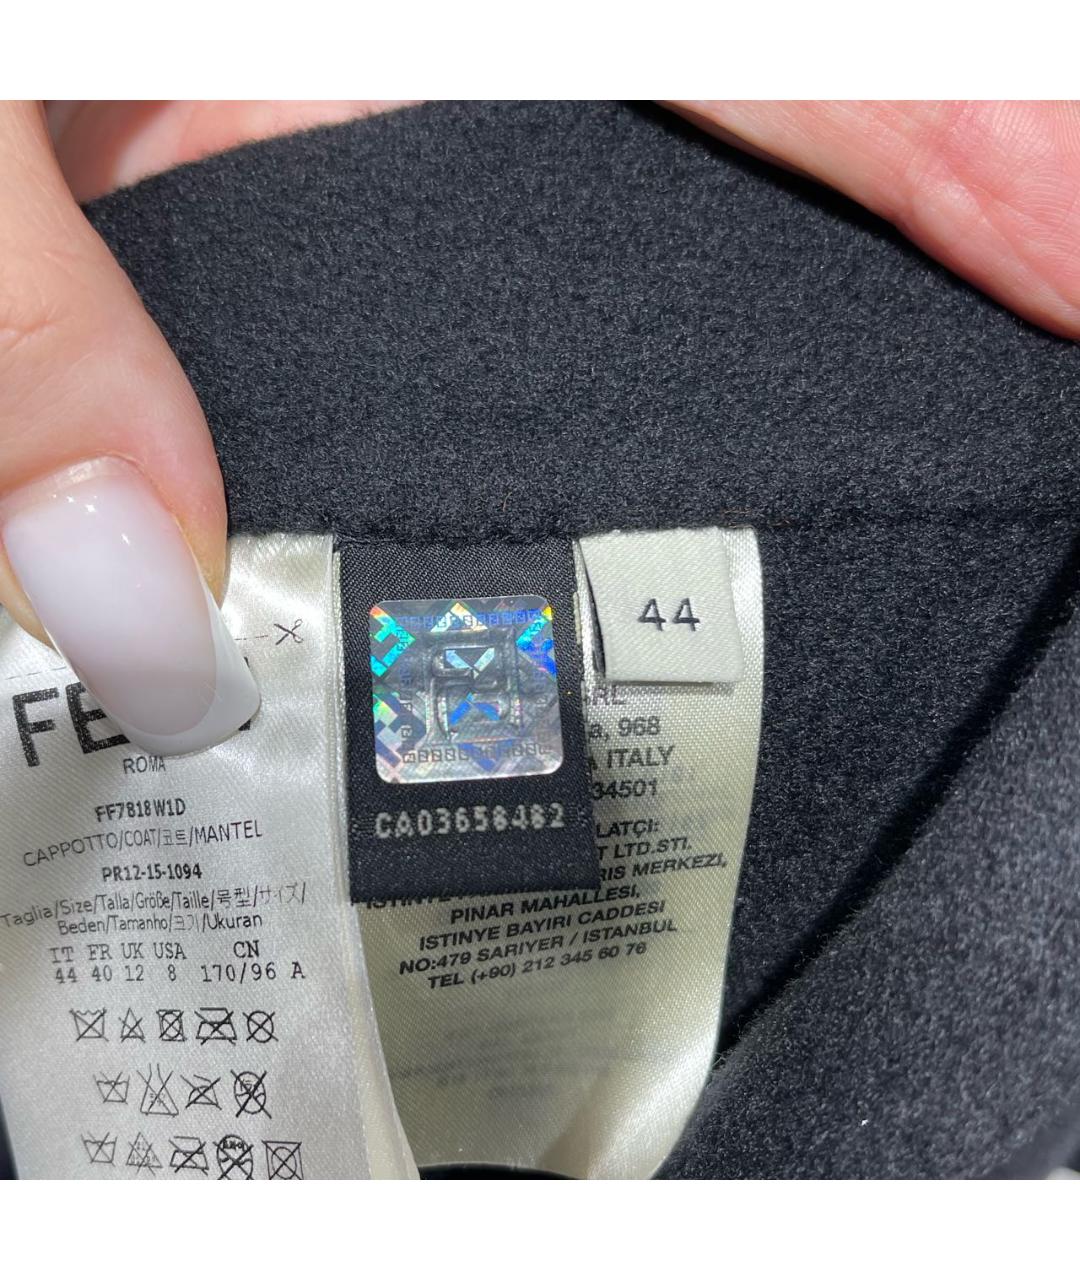 ROMA
FF7818W1D
CAPPOTTO/COAT/코트/MANTEL
PR12-15-1094
Taglia/Size/Talla/Größe/Taille/号型/サイズ/
Beden/Tamanho/크기/Ukuran
IT FR UK USA CN
44 40 12 8 170/96 A
CA03658482
44
SRL
968
ITALY
34501
LATÇI:
T LTD.STI.
RIS MERKEZI,
PINAR MAHALLESI,
ISTINYE BAYIRI CADDESI
NO:479 SARIYER / ISTANBUL
TEL (+90) 212 345 60 76